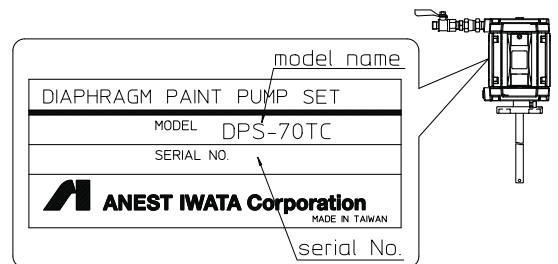 model name
DIAPHRAGM PAINT PUMP SET
MODEL DPS-70TC
SERIAL NO.
ANEST IWATA Corporation
MADE IN TAIWAN
serial No.